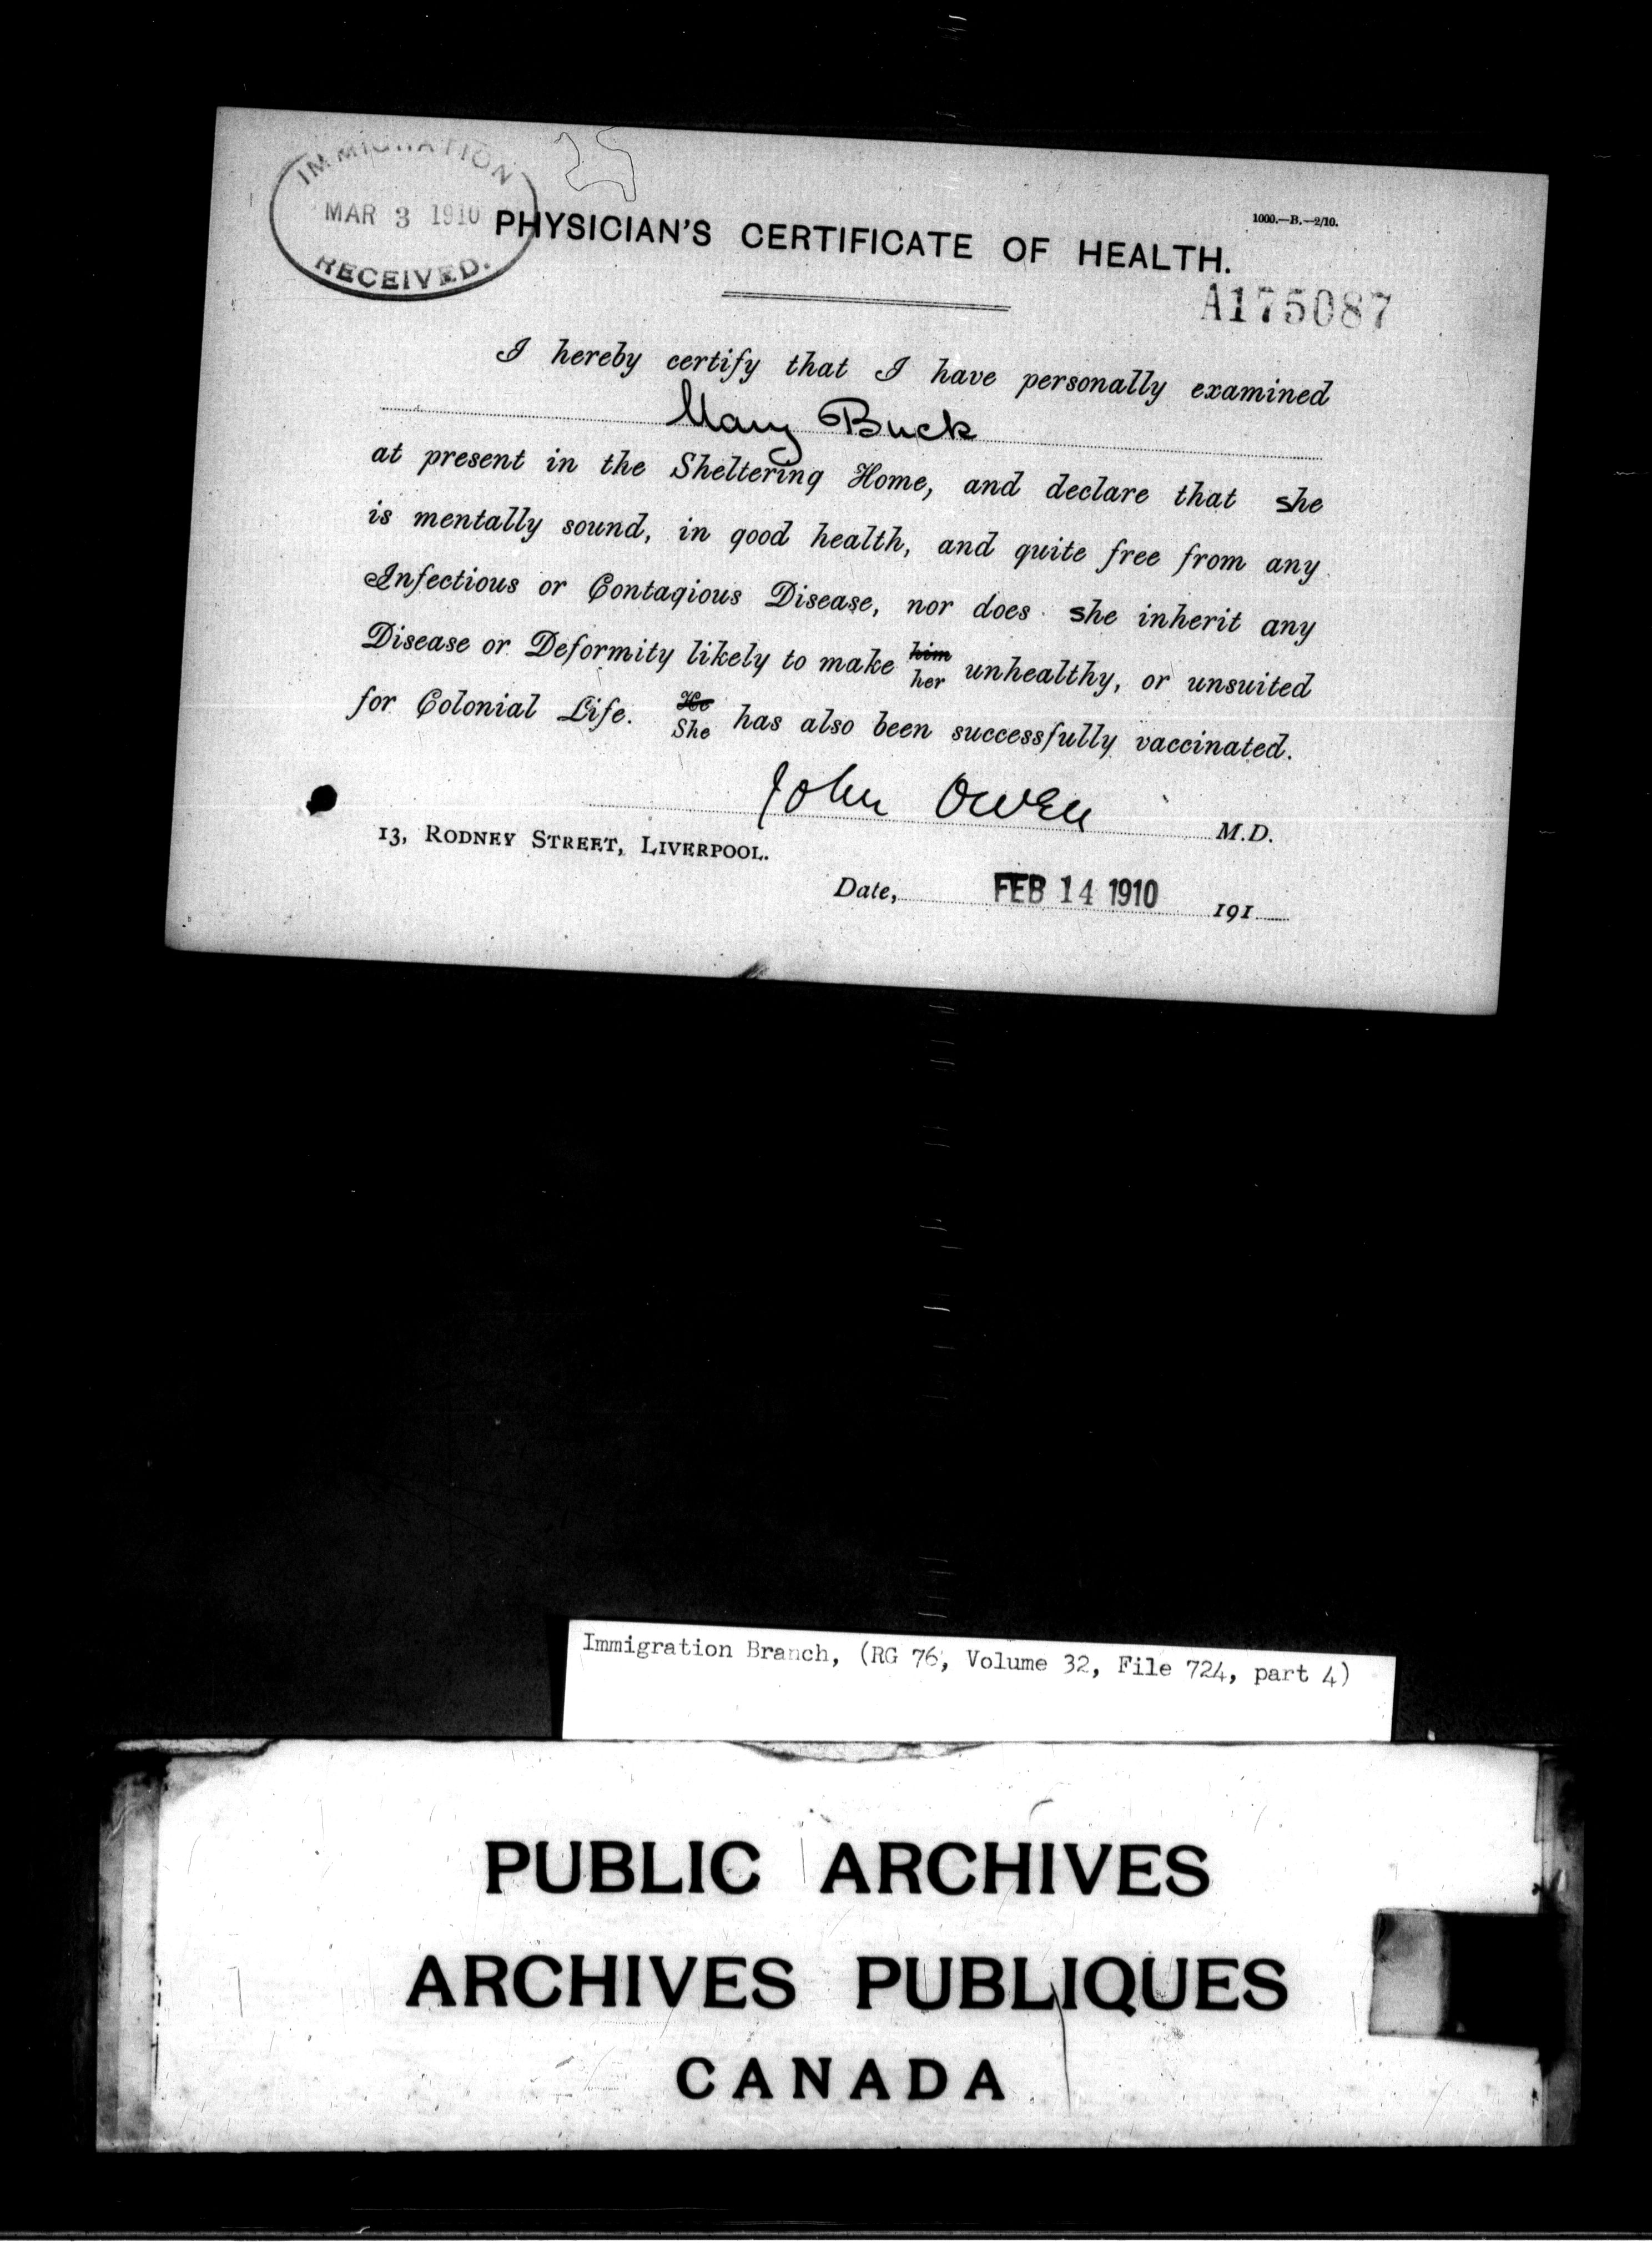 25
IMMIGRATION
MAR 3 1910
RECEIVED.
1000.—B.—2/10.
PHYSICIAN'S CERTIFICATE OF HEALTH.
A175087
I hereby certify that I have personally examined
Mary Buck
at present in the Sheltering Home, and declare that she
is mentally sound, in good health, and quite free from any
Infectious or Contagious Disease, nor does she inherit any
Disease or Deformity likely to make him her unhealthy, or unsuited
for Colonial Life. He She has also been successfully vaccinated.
John Owen M.D.
13, RODNEY STREET, LIVERPOOL.
Date, FEB 14 1910 191
Immigration Branch, (RG 76, Volume 32, File 724, part 4)
PUBLIC ARCHIVES
ARCHIVES PUBLIQUES
CANADA